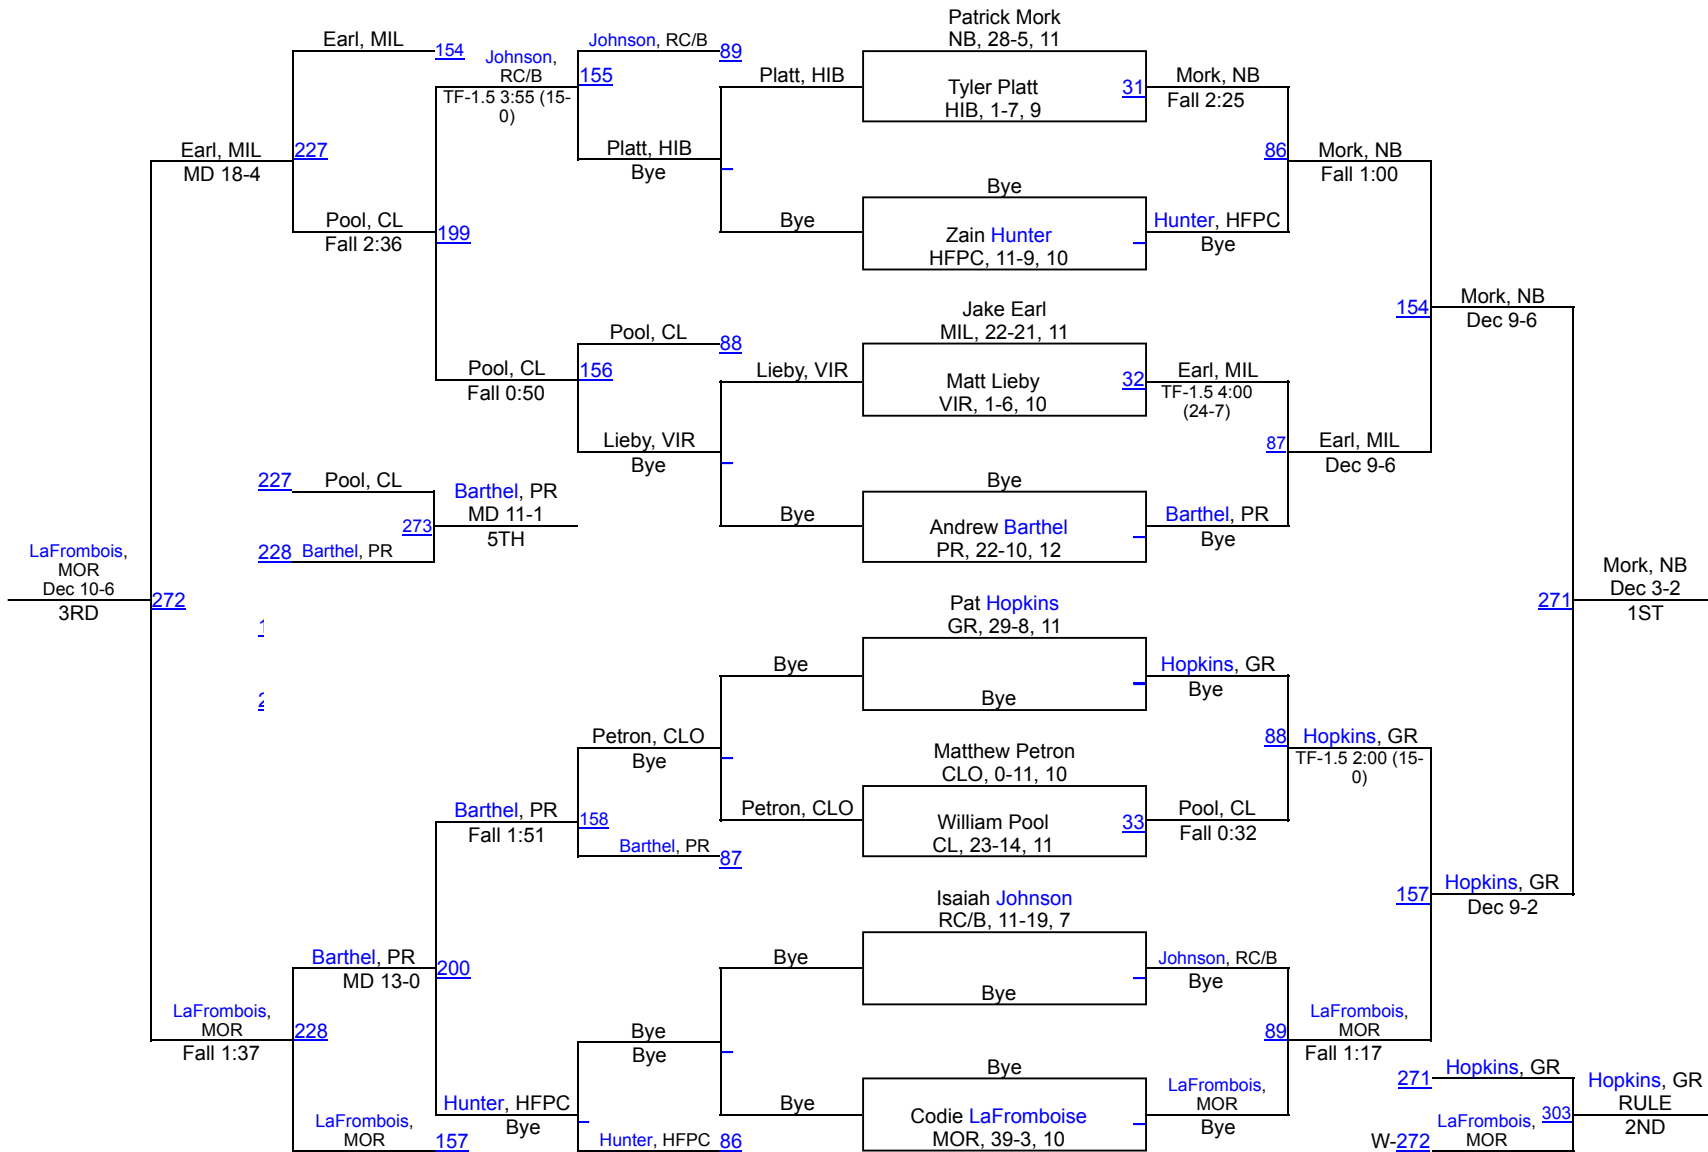 Patrick Mork
NB, 28-5, 11
Tyler Platt
HIB, 1-7, 9
31
Bye
Zain Hunter
HFPC, 11-9, 10
Jake Earl
MIL, 22-21, 11
Matt Lieby
VIR, 1-6, 10
32
Bye
Andrew Barthel
PR, 22-10, 12
Pat Hopkins
GR, 29-8, 11
Bye
Matthew Petron
CLO, 0-11, 10
William Pool
CL, 23-14, 11
33
Isaiah Johnson
RC/B, 11-19, 7
Bye
Bye
Codie LaFromboise
MOR, 39-3, 10
Mork, NB
Fall 2:25
86
Hunter, HFPC
Bye
Earl, MIL
TF-1.5 4:00
(24-7)
87
Barthel, PR
Bye
Hopkins, GR
Bye
88
Pool, CL
Fall 0:32
Johnson, RC/B
Bye
89
LaFrombois,
MOR
Bye
Mork, NB
Fall 1:00
154
Earl, MIL
Dec 9-6
Hopkins, GR
TF-1.5 2:00 (15-
0)
157
LaFrombois,
MOR
Fall 1:17
Mork, NB
Dec 9-6
271
Hopkins, GR
Dec 9-2
Mork, NB
Dec 3-2
1ST
271
Hopkins, GR
W-272
LaFrombois,
MOR
303
Hopkins, GR
RULE
2ND
Platt, HIB
Bye
Lieby, VIR
Bye
Bye
Petron, CLO
Bye
Bye
Johnson, RC/B
89
155
Platt, HIB
Bye
Pool, CL
88
156
Lieby, VIR
Bye
Petron, CLO
Bye
158
Barthel, PR
87
Bye
Bye
Hunter, HFPC
86
Johnson,
RC/B
TF-1.5 3:55 (15-
0)
199
Pool, CL
Fall 0:50
Barthel, PR
Fall 1:51
200
Hunter, HFPC
Bye
Earl, MIL
154
227
Pool, CL
Fall 2:36
Barthel, PR
MD 13-0
228
LaFrombois,
MOR
157
Earl, MIL
MD 18-4
272
LaFrombois,
MOR
Fall 1:37
LaFrombois,
MOR
Dec 10-6
3RD
227
Pool, CL
228
Barthel, PR
273
Barthel, PR
MD 11-1
5TH